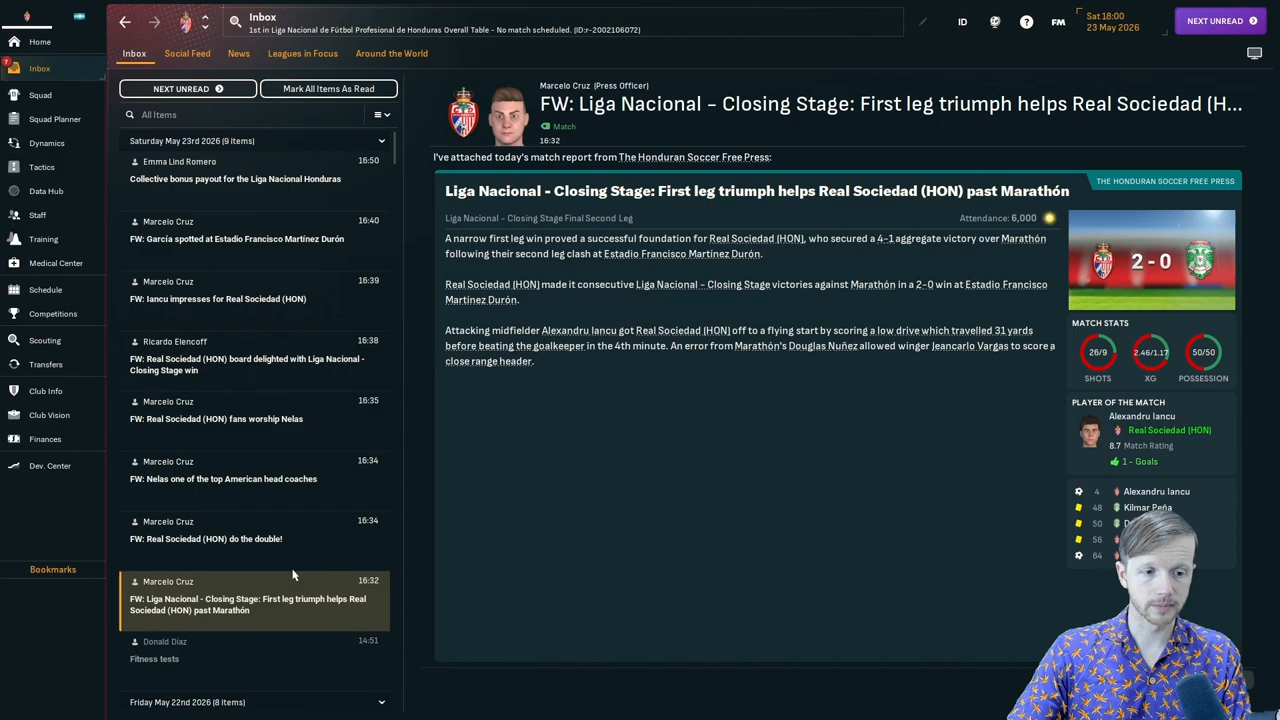 Inbox
1st in Liga Nacional de Fútbol Profesional de Honduras Overall Table - No match scheduled. (ID:r-2002106072)
ID
?
FM
Sat 18:00
23 May 2026
NEXT UNREAD
Home
7
Inbox
Squad
Squad Planner
Dynamics
Tactics
Data Hub
Staff
Training
Medical Center
Schedule
Competitions
Scouting
Transfers
Club Info
Club Vision
Finances
Dev. Center
Bookmarks
Inbox
Social Feed
News
Leagues in Focus
Around the World
NEXT UNREAD
Mark All Items As Read
All Items
Saturday May 23rd 2026 (9 items)
Emma Lind Romero
16:50
Collective bonus payout for the Liga Nacional Honduras
Marcelo Cruz
16:40
FW: García spotted at Estadio Francisco Martínez Durón
Marcelo Cruz
16:39
FW: Iancu impresses for Real Sociedad (HON)
Ricardo Elencoff
16:38
FW: Real Sociedad (HON) board delighted with Liga Nacional -
Closing Stage win
Marcelo Cruz
16:35
FW: Real Sociedad (HON) fans worship Nelas
Marcelo Cruz
16:34
FW: Nelas one of the top American head coaches
Marcelo Cruz
16:34
FW: Real Sociedad (HON) do the double!
Marcelo Cruz
16:32
FW: Liga Nacional - Closing Stage: First leg triumph helps Real
Sociedad (HON) past Marathón
Donald Díaz
14:51
Fitness tests
Friday May 22nd 2026 (8 items)
Marcelo Cruz (Press Officer)
FW: Liga Nacional - Closing Stage: First leg triumph helps Real Sociedad (H...
Match
16:32
I've attached today's match report from The Honduran Soccer Free Press:
THE HONDURAN SOCCER FREE PRESS
Liga Nacional - Closing Stage: First leg triumph helps Real Sociedad (HON) past Marathón
Liga Nacional - Closing Stage Final Second Leg
Attendance: 6,000
A narrow first leg win proved a successful foundation for Real Sociedad (HON), who secured a 4-1 aggregate victory over Marathón
following their second leg clash at Estadio Francisco Martínez Durón.
Real Sociedad (HON) made it consecutive Liga Nacional - Closing Stage victories against Marathón in a 2-0 win at Estadio Francisco
Martínez Durón.
Attacking midfielder Alexandru Iancu got Real Sociedad (HON) off to a flying start by scoring a low drive which travelled 31 yards
before beating the goalkeeper in the 4th minute. An error from Marathón's Douglas Nuñez allowed winger Jeancarlo Vargas to score a
close range header.
2 - 0
MATCH STATS
26/9
2.46/1.17
50/50
SHOTS
XG
POSSESSION
PLAYER OF THE MATCH
Alexandru Iancu
Real Sociedad (HON)
8.7 Match Rating
1 - Goals
4 Alexandru Iancu
48 Kilmar Peña
50
56
64